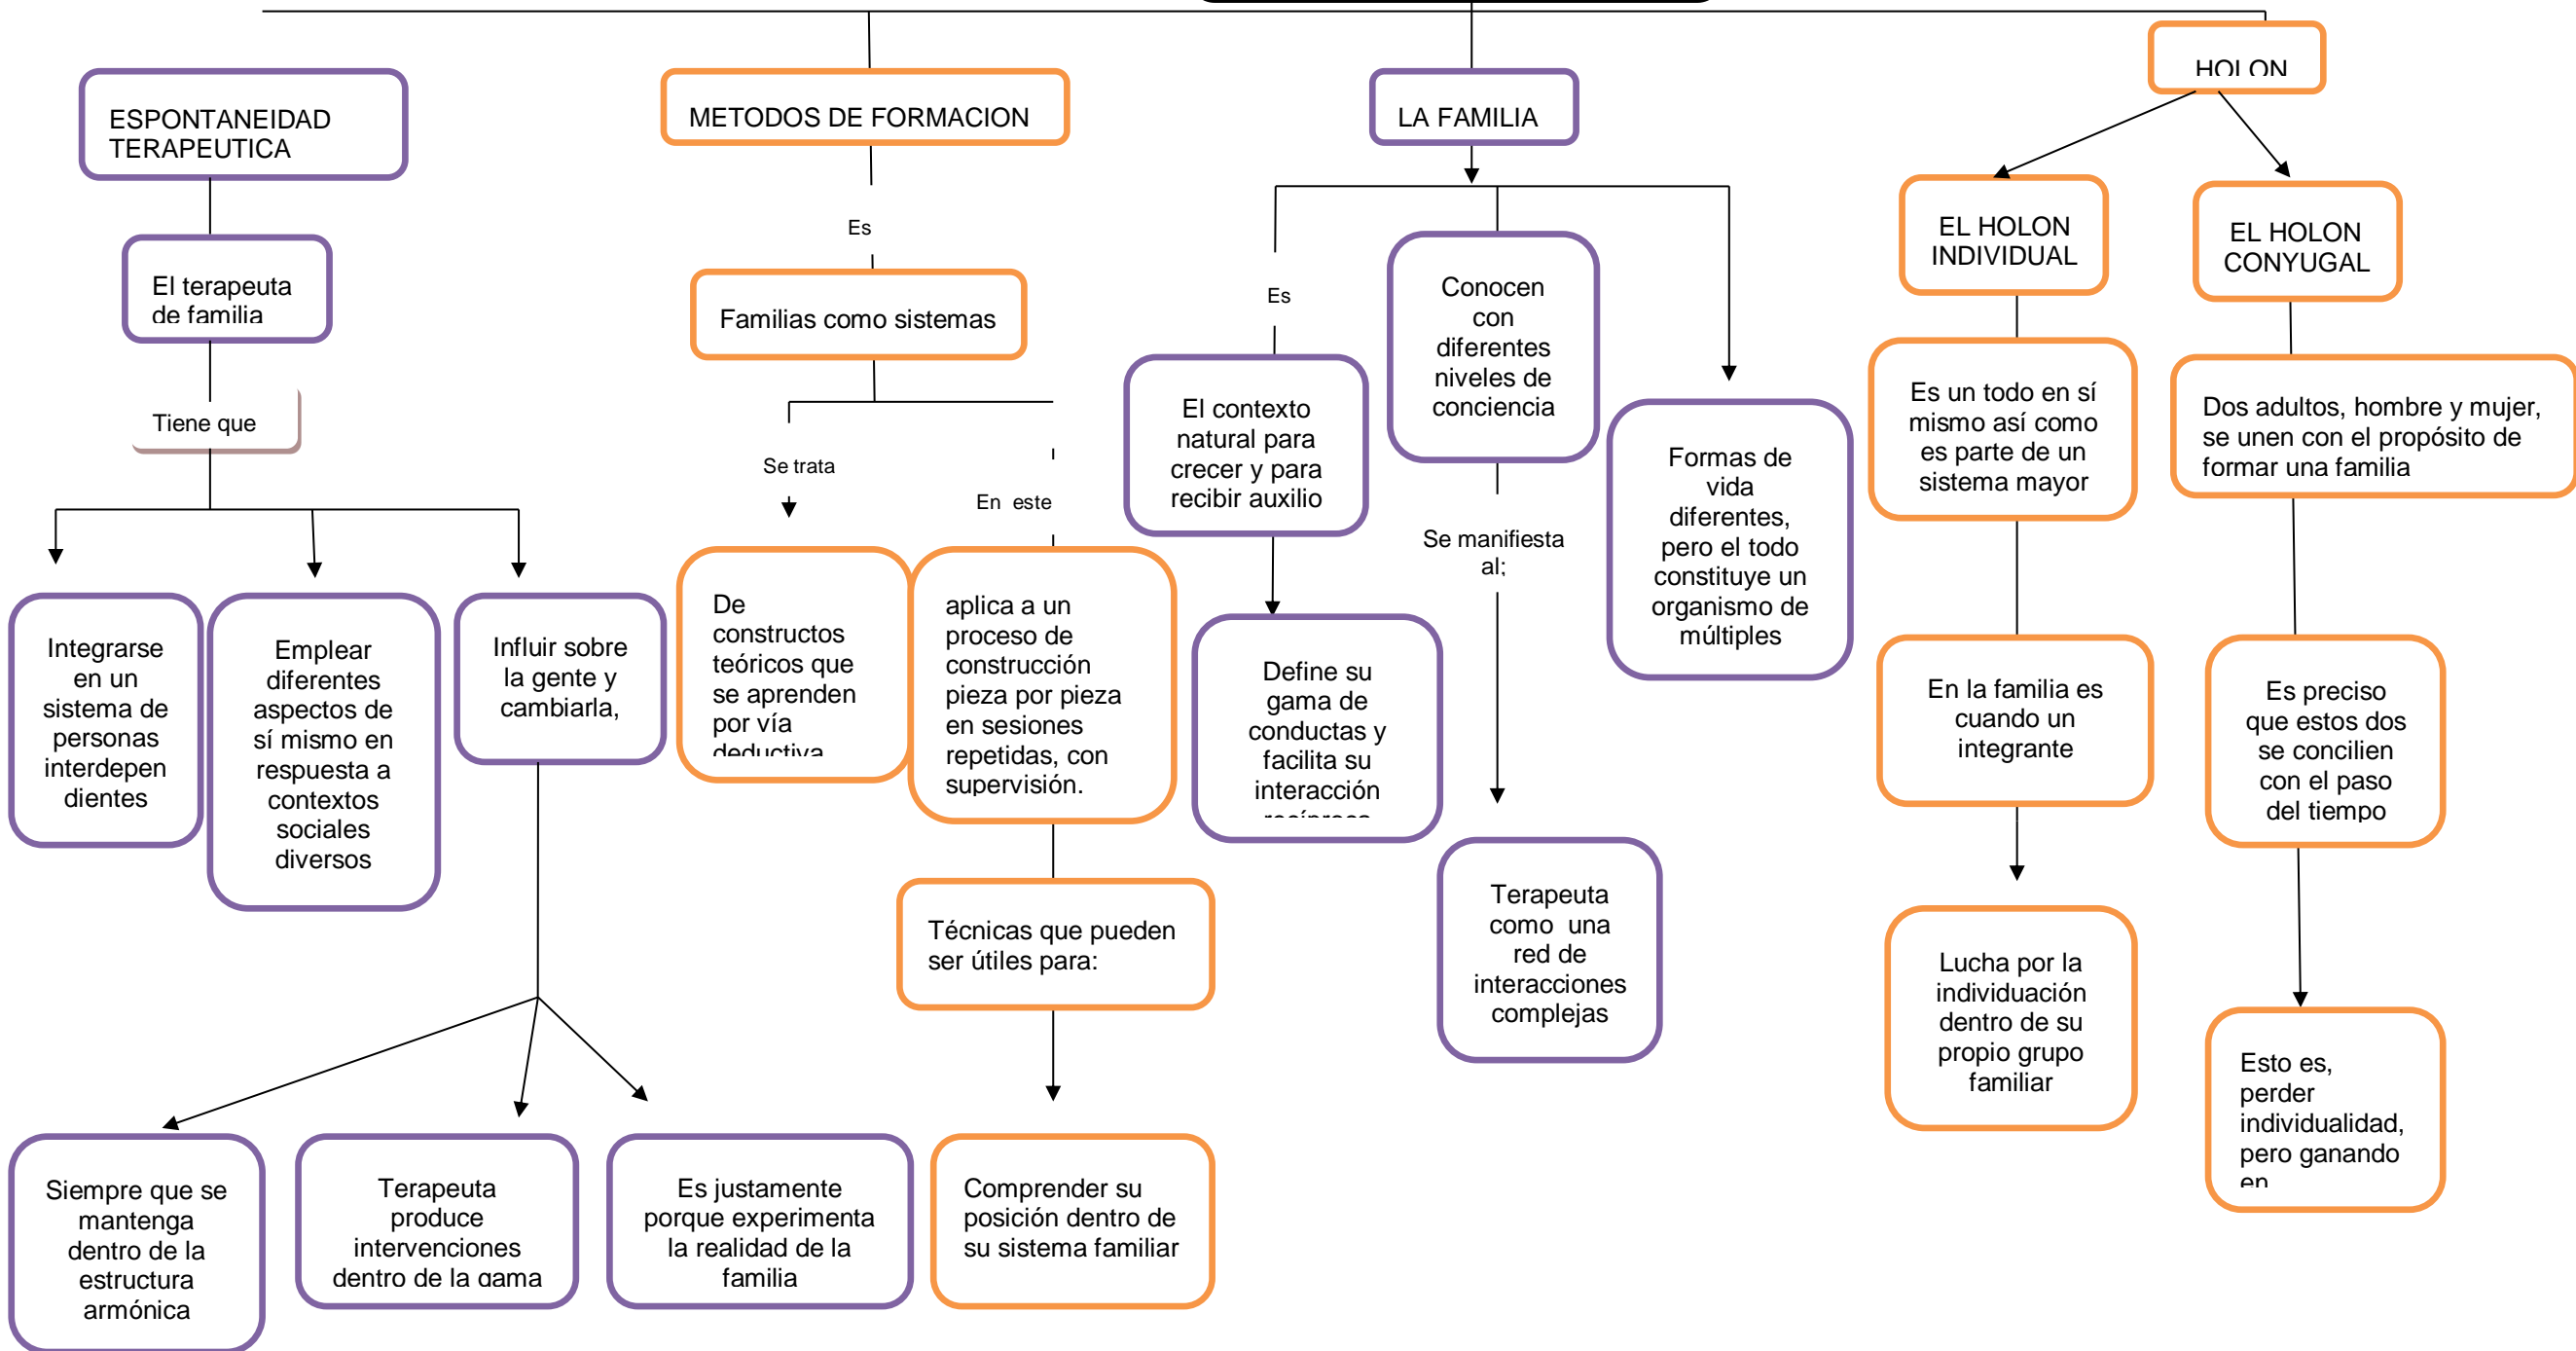 ESPONTANEIDAD
TERAPEUTICA
El terapeuta
de familia
Tiene que
Integrarse
en un
sistema de
personas
interdepen
dientes
Emplear
diferentes
aspectos de
sí mismo en
respuesta a
contextos
sociales
diversos
Influir sobre
la gente y
cambiarla,
Siempre que se
mantenga
dentro de la
estructura
armónica
Terapeuta
produce
intervenciones
dentro de la gama
Es justamente
porque experimenta
la realidad de la
familia
METODOS DE FORMACION
Es
Familias como sistemas
Se trata
De
constructos
teóricos que
se aprenden
por vía
deductiva
En este
aplica a un
proceso de
construcción
pieza por pieza
en sesiones
repetidas, con
supervisión.
Técnicas que pueden
ser útiles para:
Comprender su
posición dentro de
su sistema familiar
LA FAMILIA
Es
El contexto
natural para
crecer y para
recibir auxilio
Define su
gama de
conductas y
facilita su
interacción
recíproca
Conocen
con
diferentes
niveles de
conciencia
Se manifiesta
al;
Terapeuta
como una
red de
interacciones
complejas
Formas de
vida
diferentes,
pero el todo
constituye un
organismo de
múltiples
HOLON
EL HOLON
INDIVIDUAL
Es un todo en sí
mismo así como
es parte de un
sistema mayor
En la familia es
cuando un
integrante
Lucha por la
individuación
dentro de su
propio grupo
familiar
EL HOLON
CONYUGAL
Dos adultos, hombre y mujer,
se unen con el propósito de
formar una familia
Es preciso
que estos dos
se concilien
con el paso
del tiempo
Esto es,
perder
individualidad,
pero ganando
en